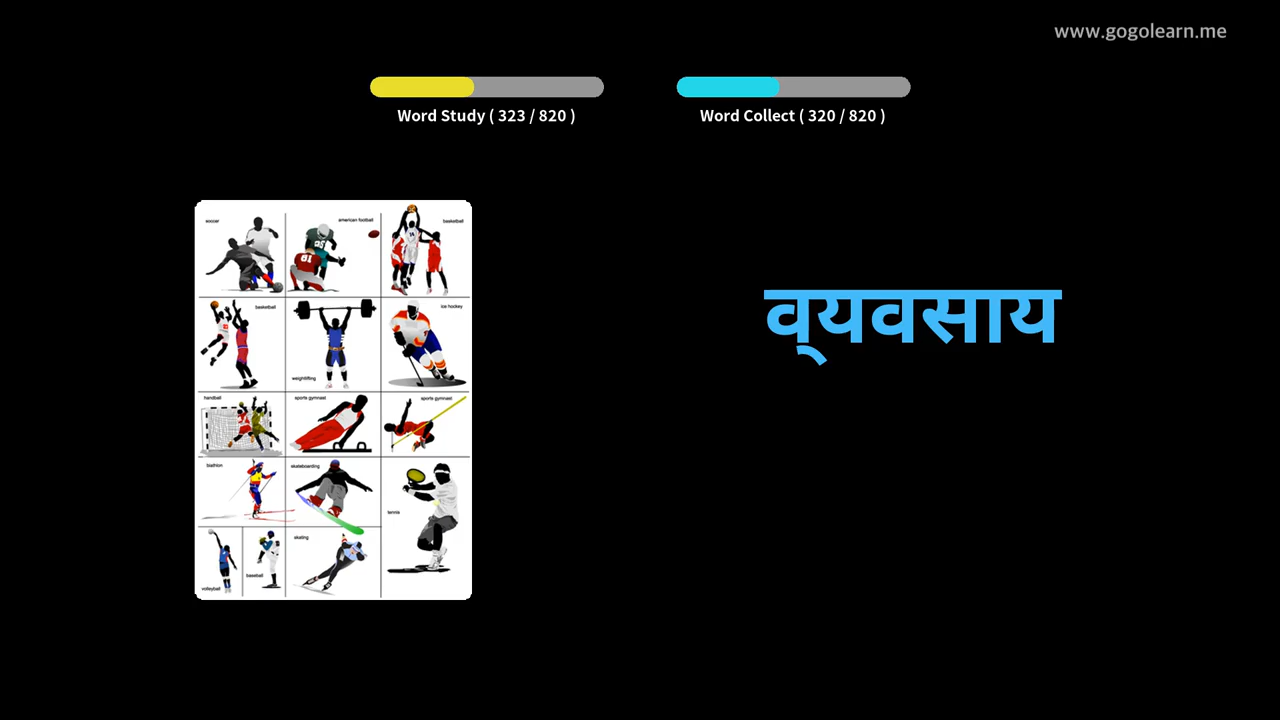 www.gogolearn.me
Word Study ( 323 / 820 )
Word Collect ( 320 / 820 )
soccer
american football
basketball
basketball
weightlifting
ice hockey
handball
sports gymnast
sports gymnast
biathlon
skateboarding
tennis
volleyball
baseball
skating
व्‌यवसाय